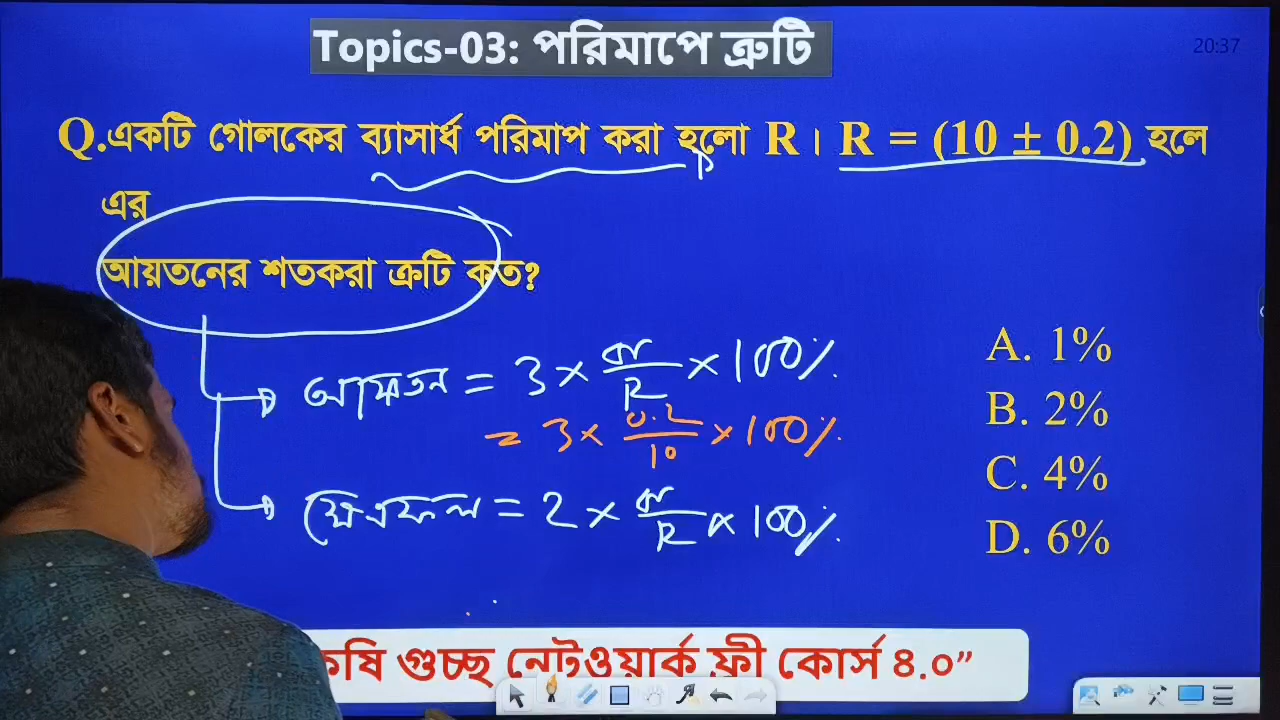 Topics-03: পরিমাপে ত্রুটি
20:37
Q.একটি গোলকের ব্যাসার্ধ পরিমাপ করা হলো R। R = (10 ± 0.2) হলে
এর
আয়তনের শতকরা ত্রুটি কত?
আয়তন = 3 × / R × 100%
= 3 × 0.2 / 10 × 100%
ক্ষেত্রফল = 2 × / R × 100%
A. 1%
B. 2%
C. 4%
D. 6%
কৃষি গুচ্ছ নেটওয়ার্ক ফ্রী কোর্স ৪.০”